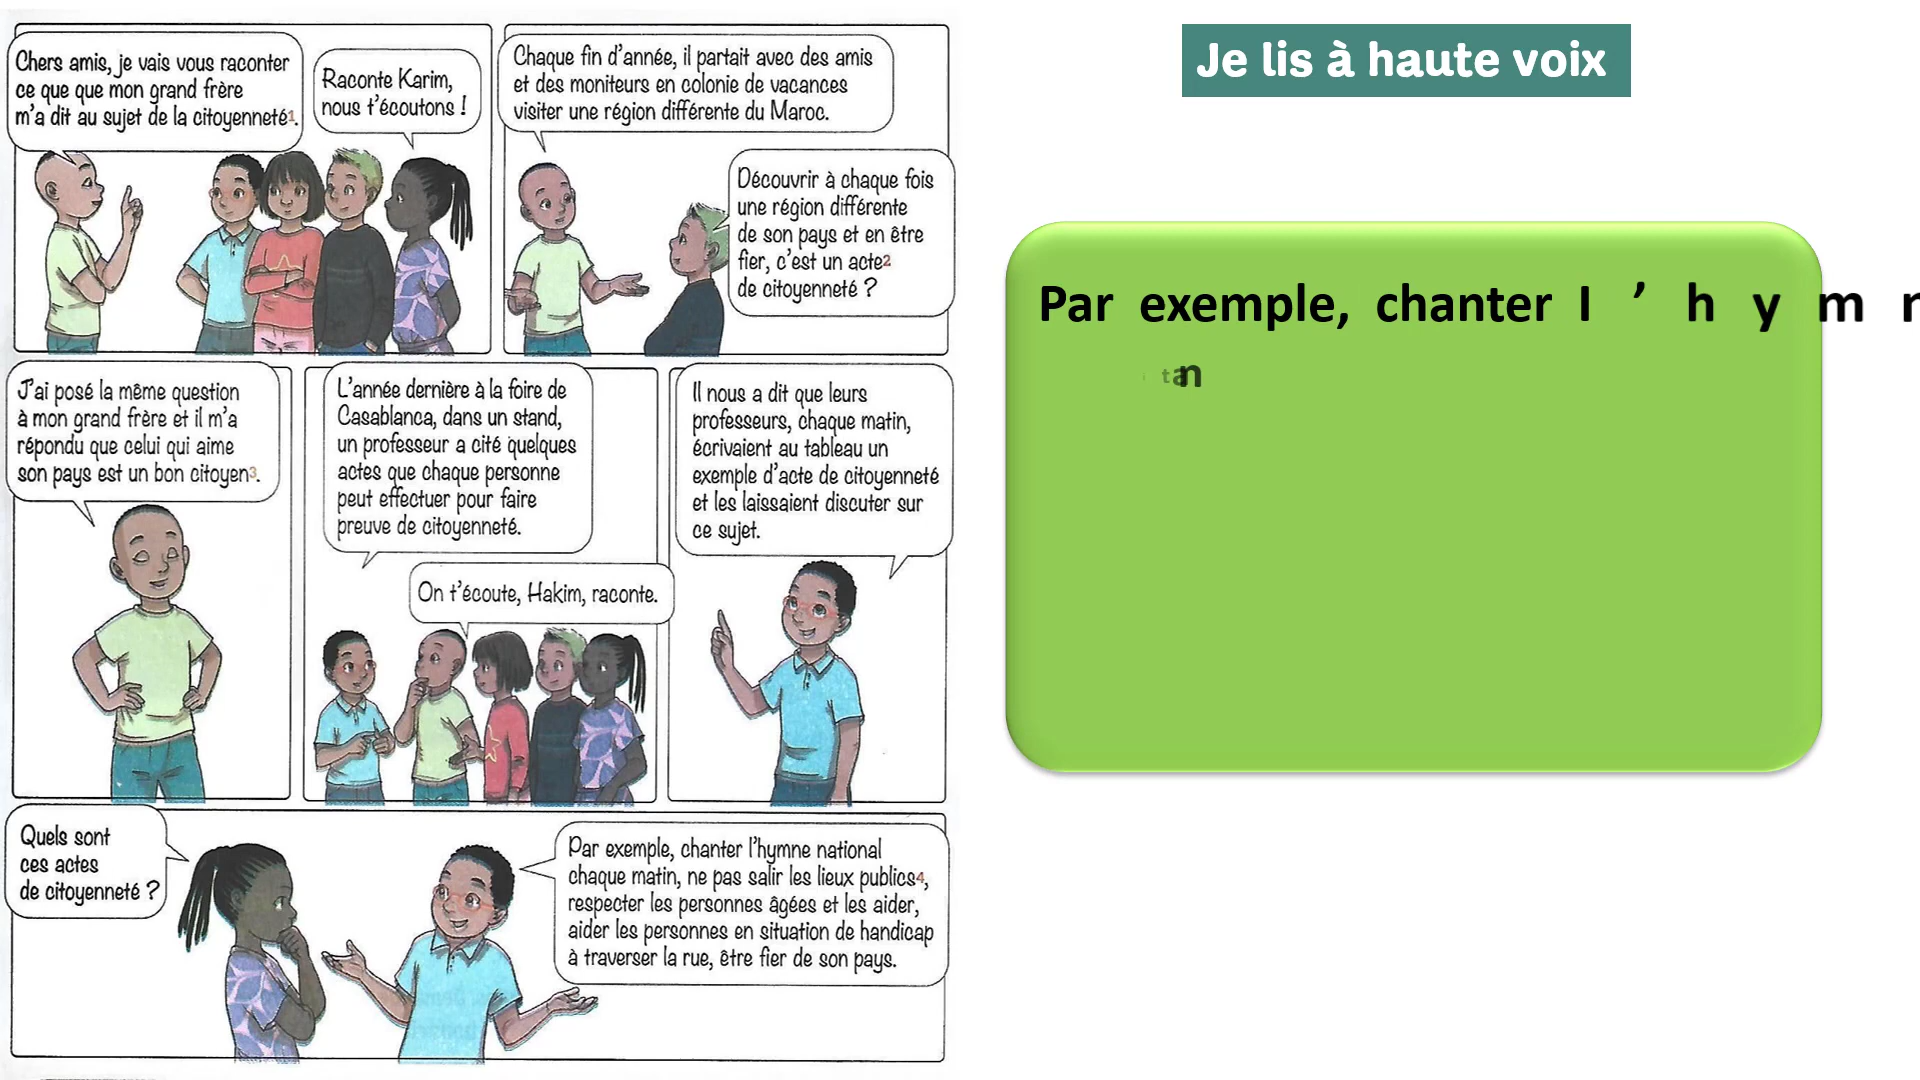 Chers amis, je vais vous raconter
ce que que mon grand frère
m'a dit au sujet de la citoyenneté1.
Raconte Karim,
nous t'écoutons !
Chaque fin d'année, il partait avec des amis
et des moniteurs en colonie de vacances
visiter une région différente du Maroc.
Découvrir à chaque fois
une région différente
de son pays et en être
fier, c'est un acte2
de citoyenneté ?
J'ai posé la même question
à mon grand frère et il m'a
répondu que celui qui aime
son pays est un bon citoyen3.
L'année dernière à la foire de
Casablanca, dans un stand,
un professeur a cité quelques
actes que chaque personne
peut effectuer pour faire
preuve de citoyenneté.
On t'écoute, Hakim, raconte.
Il nous a dit que leurs
professeurs, chaque matin,
écrivaient au tableau un
exemple d'acte de citoyenneté
et les laissaient discuter sur
ce sujet.
Quels sont
ces actes
de citoyenneté ?
Par exemple, chanter l'hymne national
chaque matin, ne pas salir les lieux publics4,
respecter les personnes âgées et les aider,
aider les personnes en situation de handicap
à traverser la rue, être fier de son pays.
Je lis à haute voix
Par exemple, chanter l ’ h y m